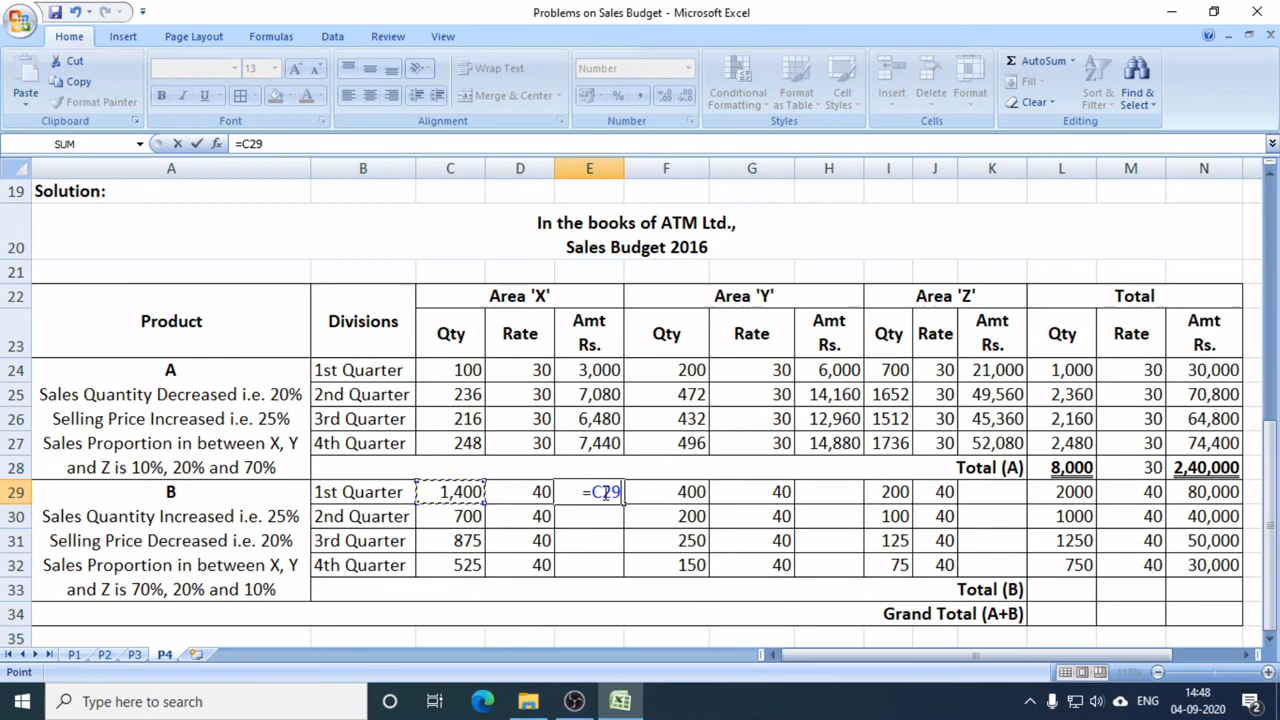 Problems on Sales Budget - Microsoft Excel
Home Insert Page Layout Formulas Data Review View
Paste Cut Copy Format Painter
13
Wrap Text
Merge & Center
Number
Conditional Formatting Format as Table Cell Styles
Insert Delete Format
AutoSum Fill Clear
Sort & Filter Find & Select
Clipboard Font Alignment Number Styles Cells Editing
SUM =C29
A B C D E F G H I J K L M N
19 Solution:
20 In the books of ATM Ltd.,
Sales Budget 2016
21
22 Product Divisions Area 'X' Area 'Y' Area 'Z' Total
23 Qty Rate Amt Rs. Qty Rate Amt Rs. Qty Rate Amt Rs. Qty Rate Amt Rs.
24 A 1st Quarter 100 30 3,000 200 30 6,000 700 30 21,000 1,000 30 30,000
25 Sales Quantity Decreased i.e. 20% 2nd Quarter 236 30 7,080 472 30 14,160 1652 30 49,560 2,360 30 70,800
26 Selling Price Increased i.e. 25% 3rd Quarter 216 30 6,480 432 30 12,960 1512 30 45,360 2,160 30 64,800
27 Sales Proportion in between X, Y 4th Quarter 248 30 7,440 496 30 14,880 1736 30 52,080 2,480 30 74,400
28 and Z is 10%, 20% and 70% Total (A) 8,000 30 2,40,000
29 B 1st Quarter 1,400 40 =C29 400 40 200 40 2000 40 80,000
30 Sales Quantity Increased i.e. 25% 2nd Quarter 700 40 200 40 100 40 1000 40 40,000
31 Selling Price Decreased i.e. 20% 3rd Quarter 875 40 250 40 125 40 1250 40 50,000
32 Sales Proportion in between X, Y 4th Quarter 525 40 150 40 75 40 750 40 30,000
33 and Z is 70%, 20% and 10% Total (B)
34 Grand Total (A+B)
35
P1 P2 P3 P4
Point 115%
Type here to search
ENG 14:48
04-09-2020 2